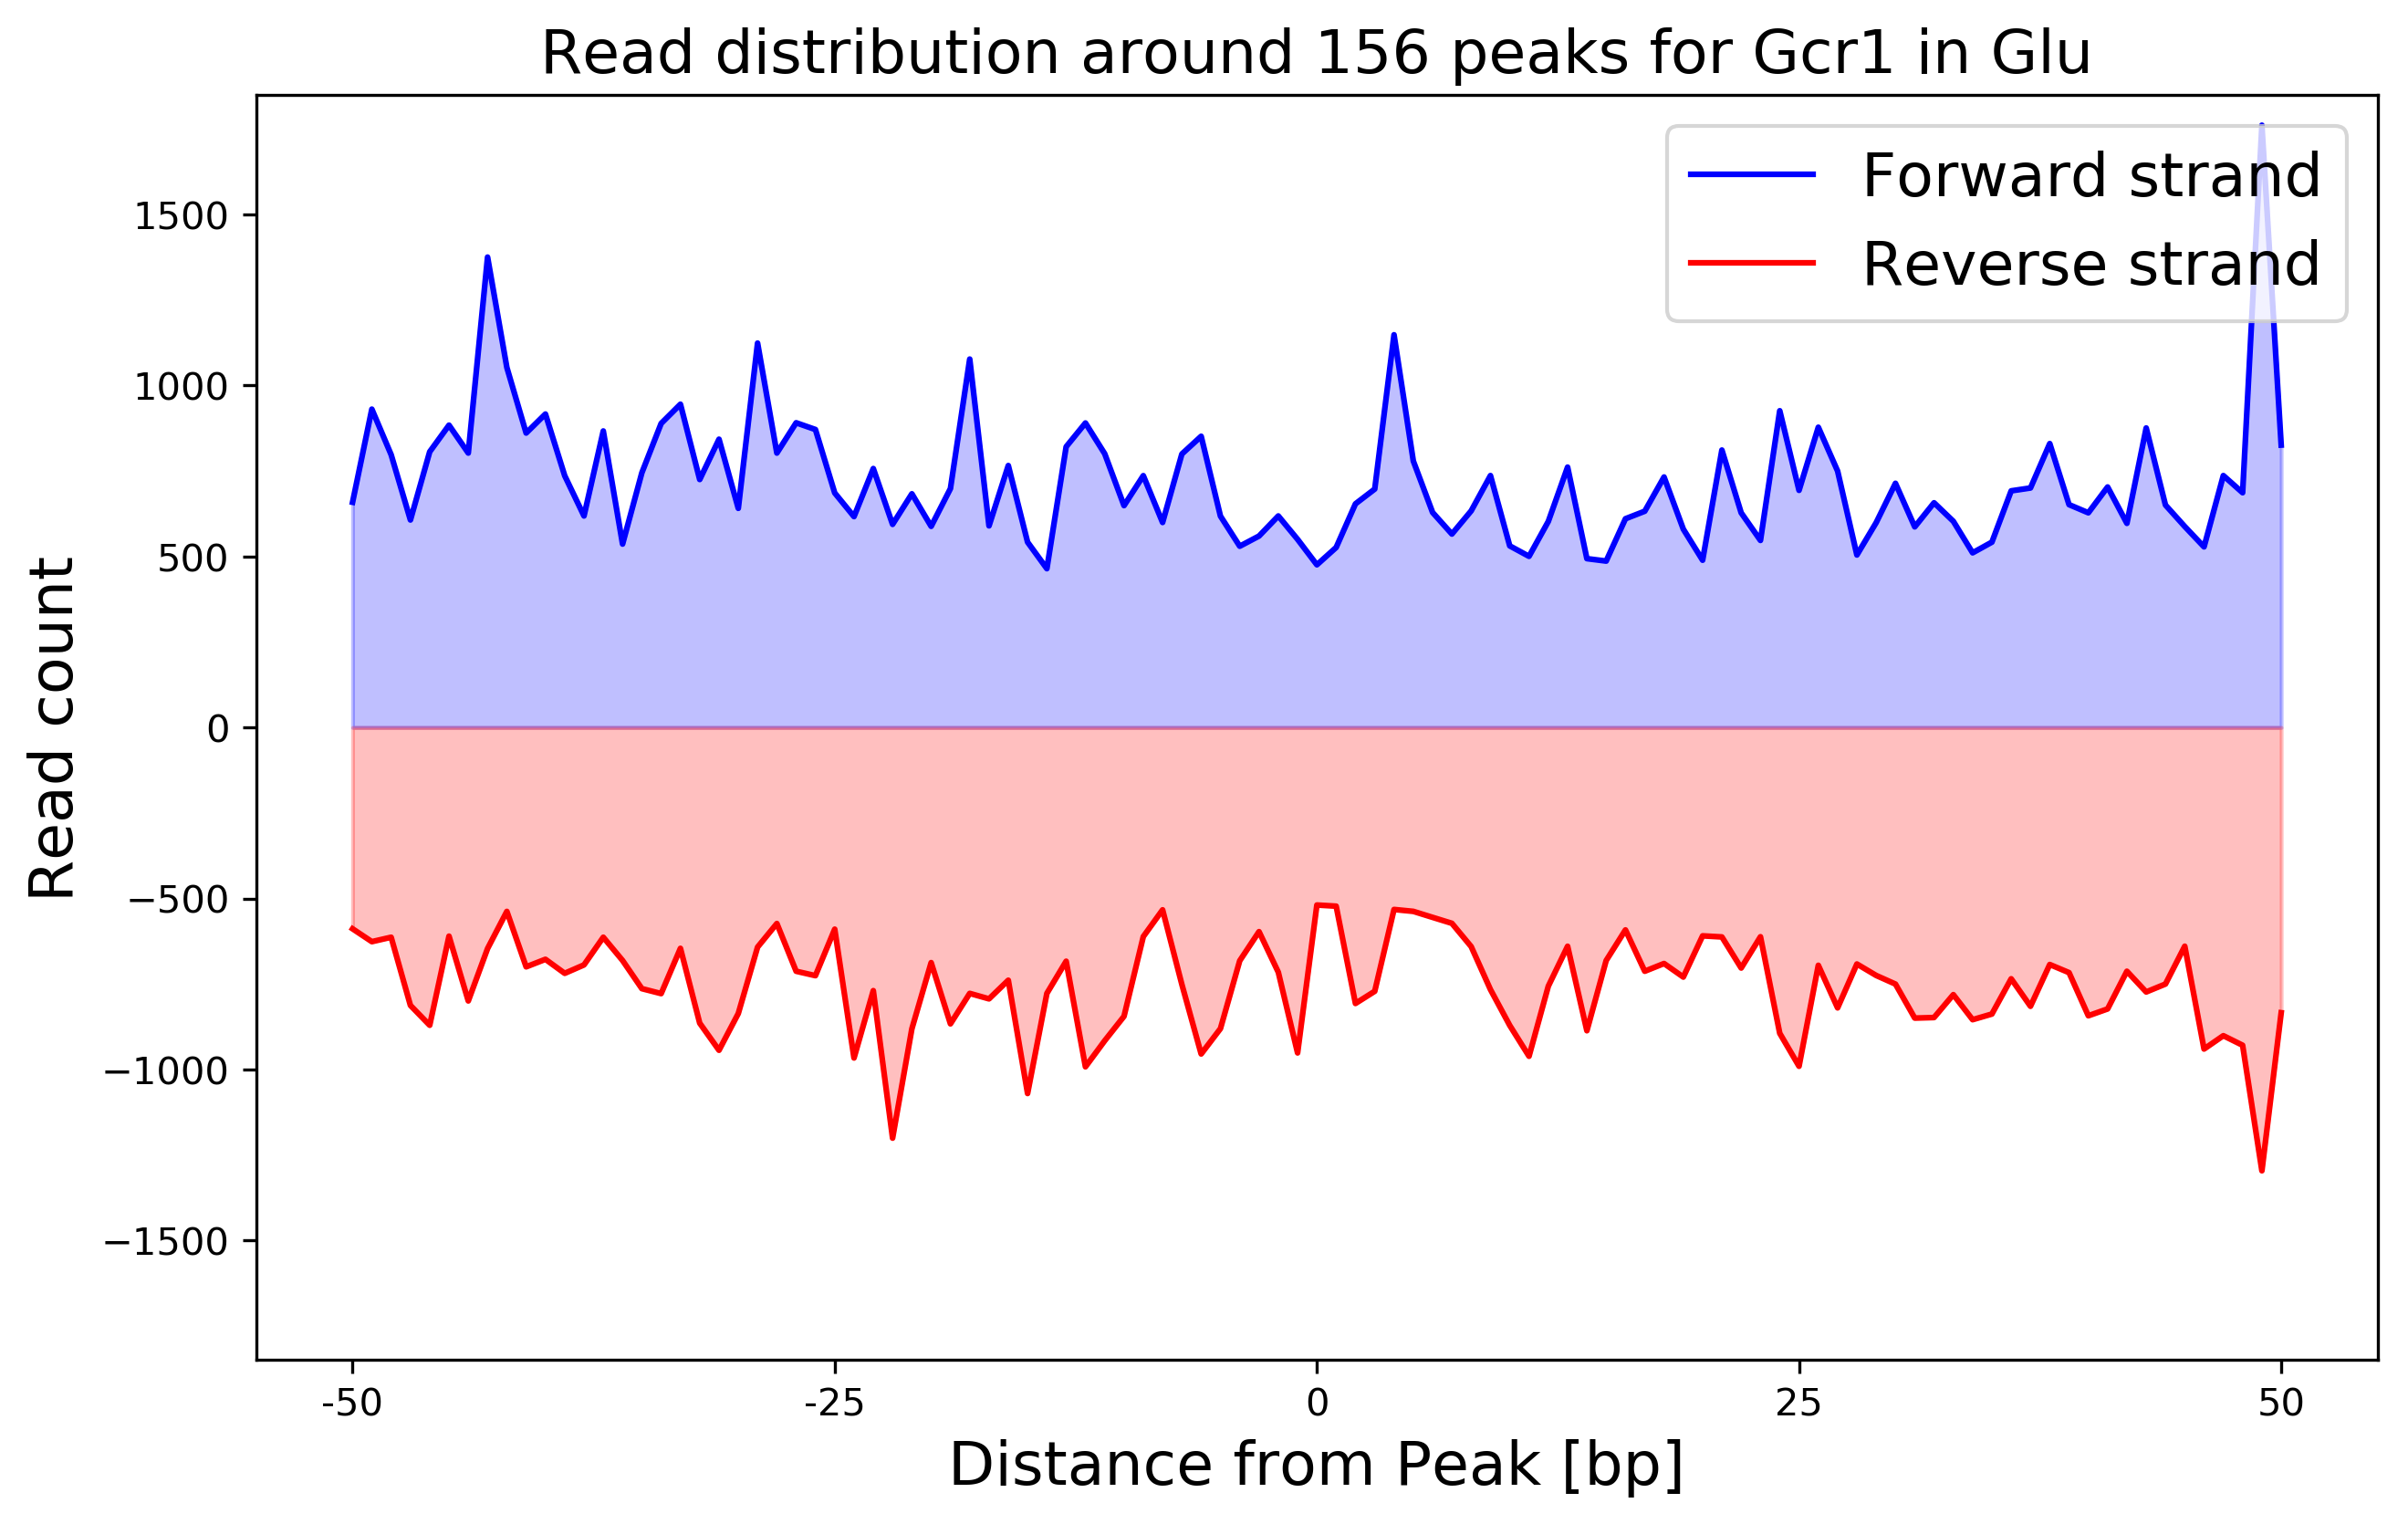 Read distribution around 156 peaks for Gcr1 in Glu
Forward strand
Reverse strand
1500
1000
500
0
−500
−1000
−1500
Read count
-50
-25
0
25
50
Distance from Peak [bp]